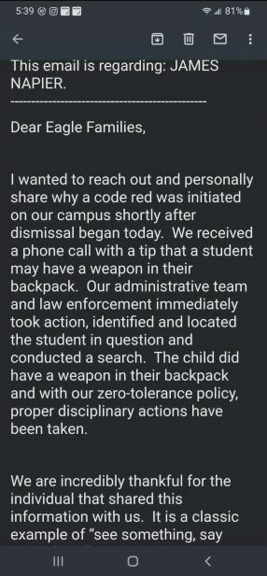 5:39
81%
This email is regarding: JAMES
NAPIER.
------------------------------------------------
Dear Eagle Families,
I wanted to reach out and personally
share why a code red was initiated
on our campus shortly after
dismissal began today. We received
a phone call with a tip that a student
may have a weapon in their
backpack. Our administrative team
and law enforcement immediately
took action, identified and located
the student in question and
conducted a search. The child did
have a weapon in their backpack
and with our zero-tolerance policy,
proper disciplinary actions have
been taken.
We are incredibly thankful for the
individual that shared this
information with us. It is a classic
example of “see something, say